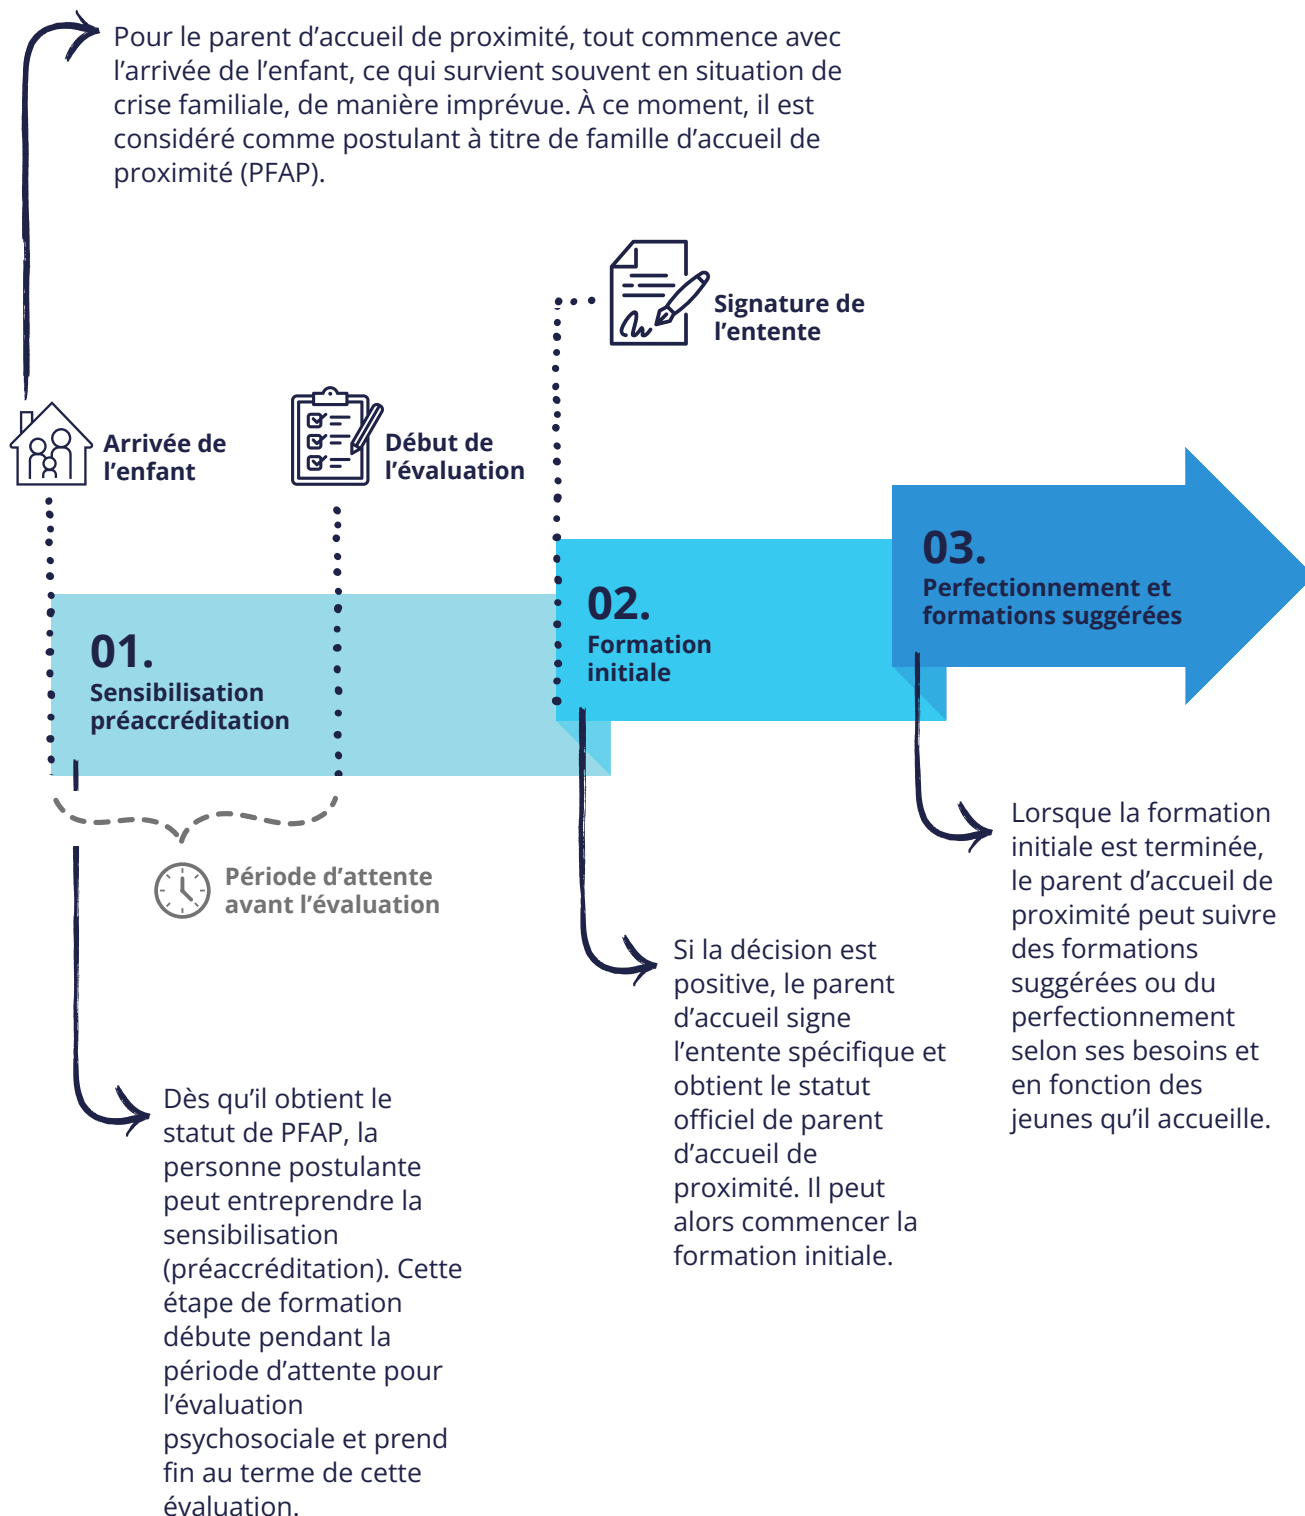 Pour le parent d’accueil de proximité, tout commence avec
l’arrivée de l’enfant, ce qui survient souvent en situation de
crise familiale, de manière imprévue. À ce moment, il est
considéré comme postulant à titre de famille d’accueil de
proximité (PFAP).
Signature de
l’entente
Arrivée de
l’enfant
Début de
l’évaluation
01.
Sensibilisation
préaccréditation
02.
Formation
initiale
03.
Perfectionnement et
formations suggérées
Période d’attente
avant l’évaluation
Dès qu’il obtient le
statut de PFAP, la
personne postulante
peut entreprendre la
sensibilisation
(préaccréditation). Cette
étape de formation
débute pendant la
période d’attente pour
l’évaluation
psychosociale et prend
fin au terme de cette
évaluation.
Si la décision est
positive, le parent
d’accueil signe
l’entente spécifique et
obtient le statut
officiel de parent
d’accueil de
proximité. Il peut
alors commencer la
formation initiale.
Lorsque la formation
initiale est terminée,
le parent d’accueil de
proximité peut suivre
des formations
suggérées ou du
perfectionnement
selon ses besoins et
en fonction des
jeunes qu’il accueille.